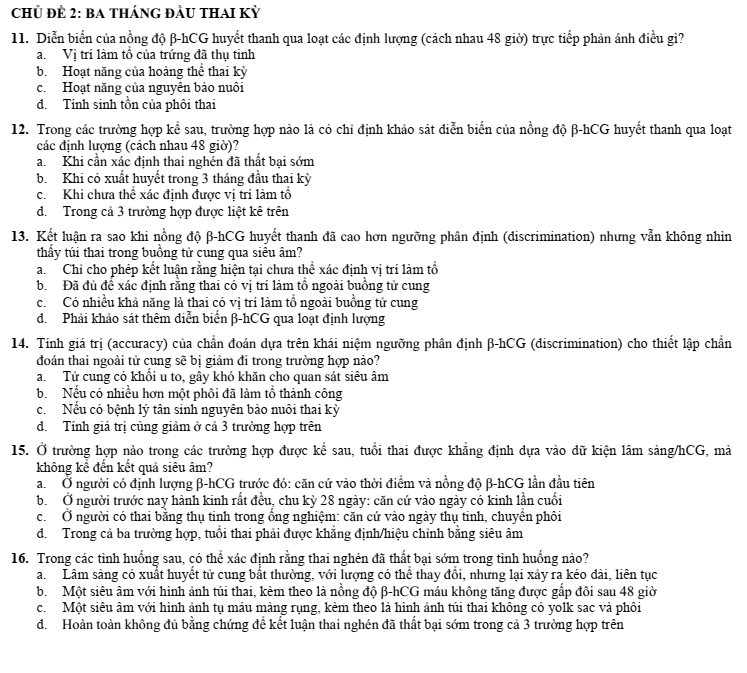 CHỦ ĐỀ 2: BA THÁNG ĐẦU THAI KỲ
11. Diễn biến của nồng độ β-hCG huyết thanh qua loạt các định lượng (cách nhau 48 giờ) trực tiếp phản ánh điều gì?
a. Vị trí làm tổ của trứng đã thụ tinh
b. Hoạt năng của hoàng thể thai kỳ
c. Hoạt năng của nguyên bào nuôi
d. Tính sinh tồn của phôi thai
12. Trong các trường hợp kể sau, trường hợp nào là có chỉ định khảo sát diễn biến của nồng độ β-hCG huyết thanh qua loạt
các định lượng (cách nhau 48 giờ)?
a. Khi cần xác định thai nghén đã thất bại sớm
b. Khi có xuất huyết trong 3 tháng đầu thai kỳ
c. Khi chưa thể xác định được vị trí làm tổ
d. Trong cả 3 trường hợp được liệt kê trên
13. Kết luận ra sao khi nồng độ β-hCG huyết thanh đã cao hơn ngưỡng phân định (discrimination) nhưng vẫn không nhìn
thấy túi thai trong buồng tử cung qua siêu âm?
a. Chỉ cho phép kết luận rằng hiện tại chưa thể xác định vị trí làm tổ
b. Đã đủ để xác định rằng thai có vị trí làm tổ ngoài buồng tử cung
c. Có nhiều khả năng là thai có vị trí làm tổ ngoài buồng tử cung
d. Phải khảo sát thêm diễn biến β-hCG qua loạt định lượng
14. Tính giá trị (accuracy) của chẩn đoán dựa trên khái niệm ngưỡng phân định β-hCG (discrimination) cho thiết lập chẩn
đoán thai ngoài tử cung sẽ bị giảm đi trong trường hợp nào?
a. Tử cung có khối u to, gây khó khăn cho quan sát siêu âm
b. Nếu có nhiều hơn một phôi đã làm tổ thành công
c. Nếu có bệnh lý tân sinh nguyên bào nuôi thai kỳ
d. Tính giá trị cùng giảm ở cả 3 trường hợp trên
15. Ở trường hợp nào trong các trường hợp được kể sau, tuổi thai được khẳng định dựa vào dữ kiện lâm sàng/hCG, mà
không kể đến kết quả siêu âm?
a. Ở người có định lượng β-hCG trước đó: căn cứ vào thời điểm và nồng độ β-hCG lần đầu tiên
b. Ở người trước nay hành kinh rất đều, chu kỳ 28 ngày: căn cứ vào ngày có kinh lần cuối
c. Ở người có thai bằng thụ tinh trong ống nghiệm: căn cứ vào ngày thụ tinh, chuyển phôi
d. Trong cả ba trường hợp, tuổi thai phải được khẳng định/hiệu chỉnh bằng siêu âm
16. Trong các tình huống sau, có thể xác định rằng thai nghén đã thất bại sớm trong tình huống nào?
a. Lâm sàng có xuất huyết tử cung bất thường, với lượng có thể thay đổi, nhưng lại xảy ra kéo dài, liên tục
b. Một siêu âm với hình ảnh túi thai, kèm theo là nồng độ β-hCG máu không tăng được gấp đôi sau 48 giờ
c. Một siêu âm với hình ảnh tụ máu màng rụng, kèm theo là hình ảnh túi thai không có yolk sac và phôi
d. Hoàn toàn không đủ bằng chứng để kết luận thai nghén đã thất bại sớm trong cả 3 trường hợp trên